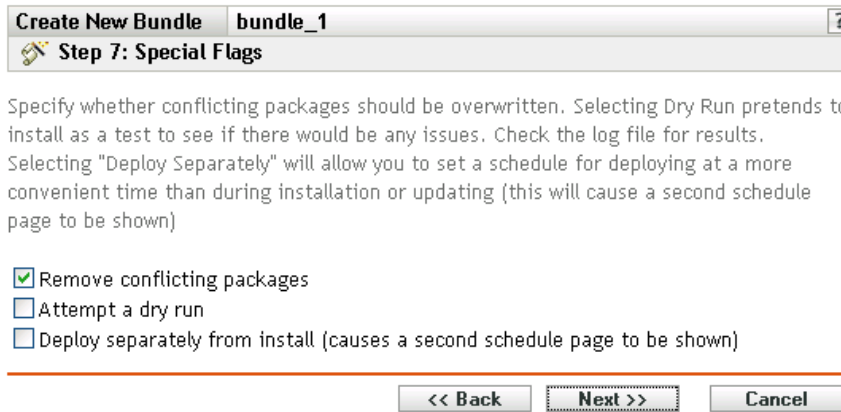 Create New Bundle bundle_1 ?
Step 7: Special Flags
Specify whether conflicting packages should be overwritten. Selecting Dry Run pretends to
install as a test to see if there would be any issues. Check the log file for results.
Selecting "Deploy Separately" will allow you to set a schedule for deploying at a more
convenient time than during installation or updating (this will cause a second schedule
page to be shown)
Remove conflicting packages
Attempt a dry run
Deploy separately from install (causes a second schedule page to be shown)
<< Back Next >> Cancel